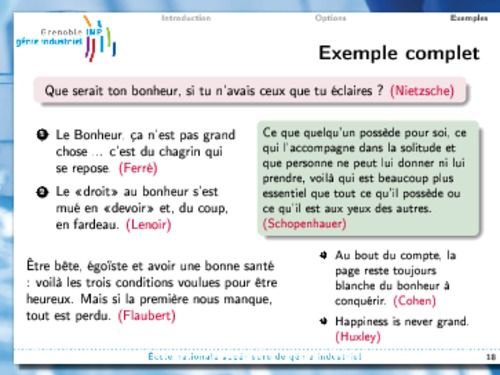 Grenoble INP
génie industriel
Introduction
Options
Exemples
Exemple complet
Que serait ton bonheur, si tu n'avais ceux que tu éclaires ? (Nietzsche)
1 Le Bonheur, ça n'est pas grand
chose ... c'est du chagrin qui
se repose. (Ferré)
2 Le «droit» au bonheur s'est
mué en «devoir» et, du coup,
en fardeau. (Lenoir)
Ce que quelqu'un possède pour soi, ce
qui l'accompagne dans la solitude et
que personne ne peut lui donner ni lui
prendre, voilà qui est beaucoup plus
essentiel que tout ce qu'il possède ou
ce qu'il est aux yeux des autres.
(Schopenhauer)
Être bête, égoïste et avoir une bonne santé
: voilà les trois conditions voulues pour être
heureux. Mais si la première nous manque,
tout est perdu. (Flaubert)
Au bout du compte, la
page reste toujours
blanche du bonheur à
conquérir. (Cohen)
Happiness is never grand.
(Huxley)
École nationale supérieure de génie industriel
18